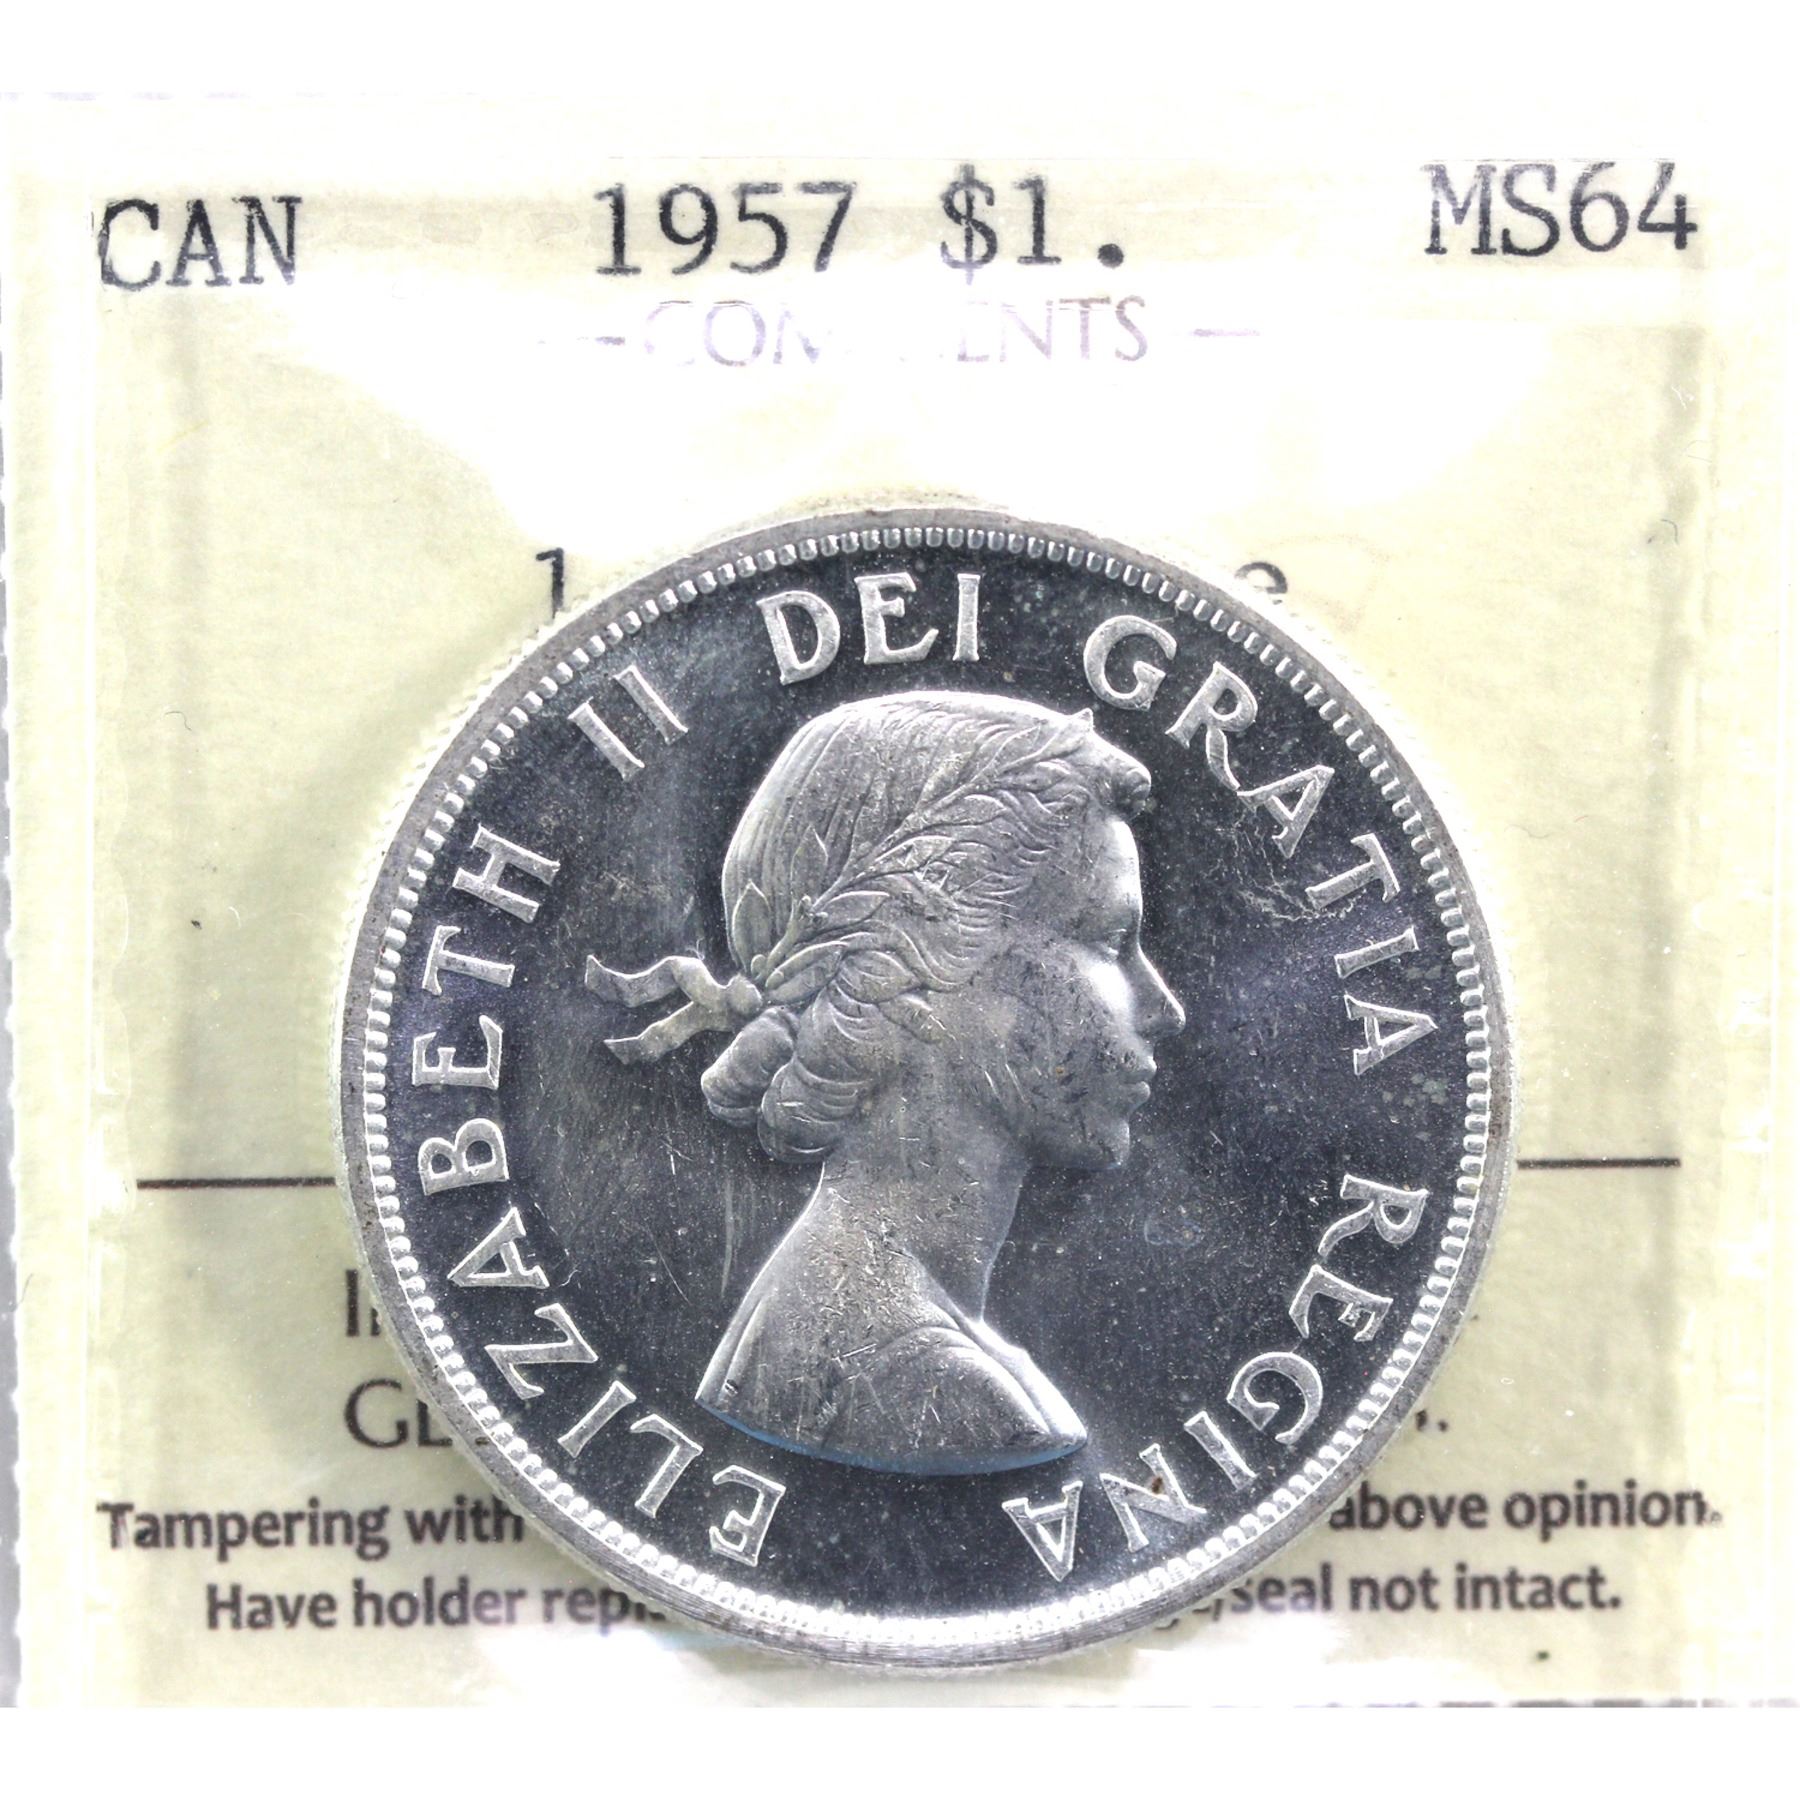 CAN 1957 $1. MS64
COMMENTS
1
ELIZABETH II DEI GRATIA REGINA
Tampering with above opinion.
Have holder seal not intact.